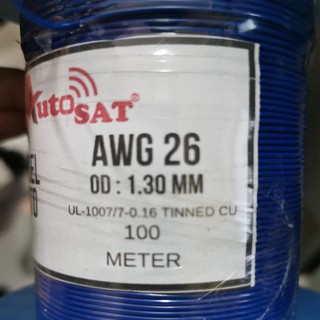 AutoSAT®
AWG 26
OD : 1.30 MM
UL-1007/7-0.16 TINNED CU
100
METER